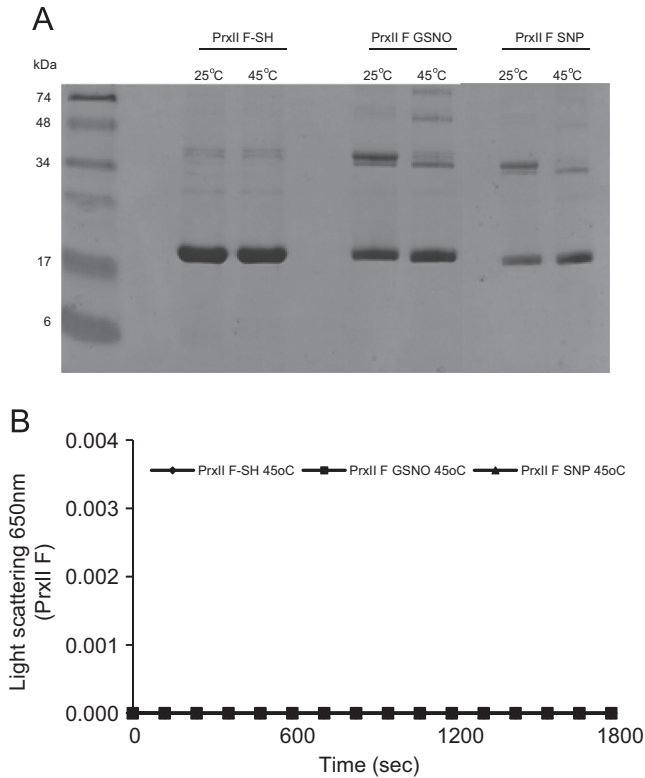 A
PrxII F-SH
PrxII F GSNO
PrxII F SNP
kDa
25°C
45°C
25°C
45°C
25°C
45°C
74
48
34
17
6
B
Light scattering 650nm
(PrxII F)
0.004
0.003
0.002
0.001
0.000
PrxII F-SH 45oC
PrxII F GSNO 45oC
PrxII F SNP 45oC
0
600
1200
1800
Time (sec)